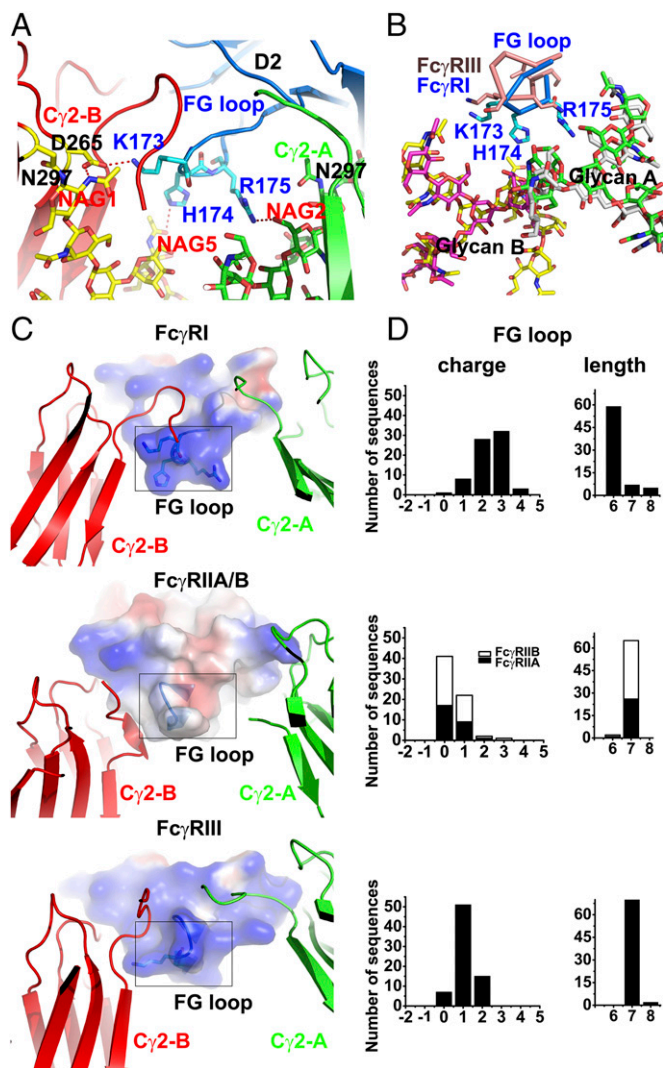 A
D2
FG loop
Cγ2-B
D265
K173
Cγ2-A
N297
N297
R175
NAG1
H174
NAG2
NAG5
B
FG loop
FcγRIII
FcγRI
R175
K173
H174
Glycan A
Glycan B
C
FcγRI
FG loop
Cγ2-A
Cγ2-B
FcγRIIA/B
FG loop
Cγ2-B
Cγ2-A
FcγRIII
FG loop
Cγ2-B
Cγ2-A
D
FG loop
charge
length
Number of sequences
50
40
30
20
10
0
-2 -1 0 1 2 3 4 5
60
45
30
15
0
6 7 8
Number of sequences
50
40
30
20
10
0
FcγRIIB
FcγRIIA
-2 -1 0 1 2 3 4 5
60
45
30
15
0
6 7 8
Number of sequences
50
40
30
20
10
0
-2 -1 0 1 2 3 4 5
60
45
30
15
0
6 7 8